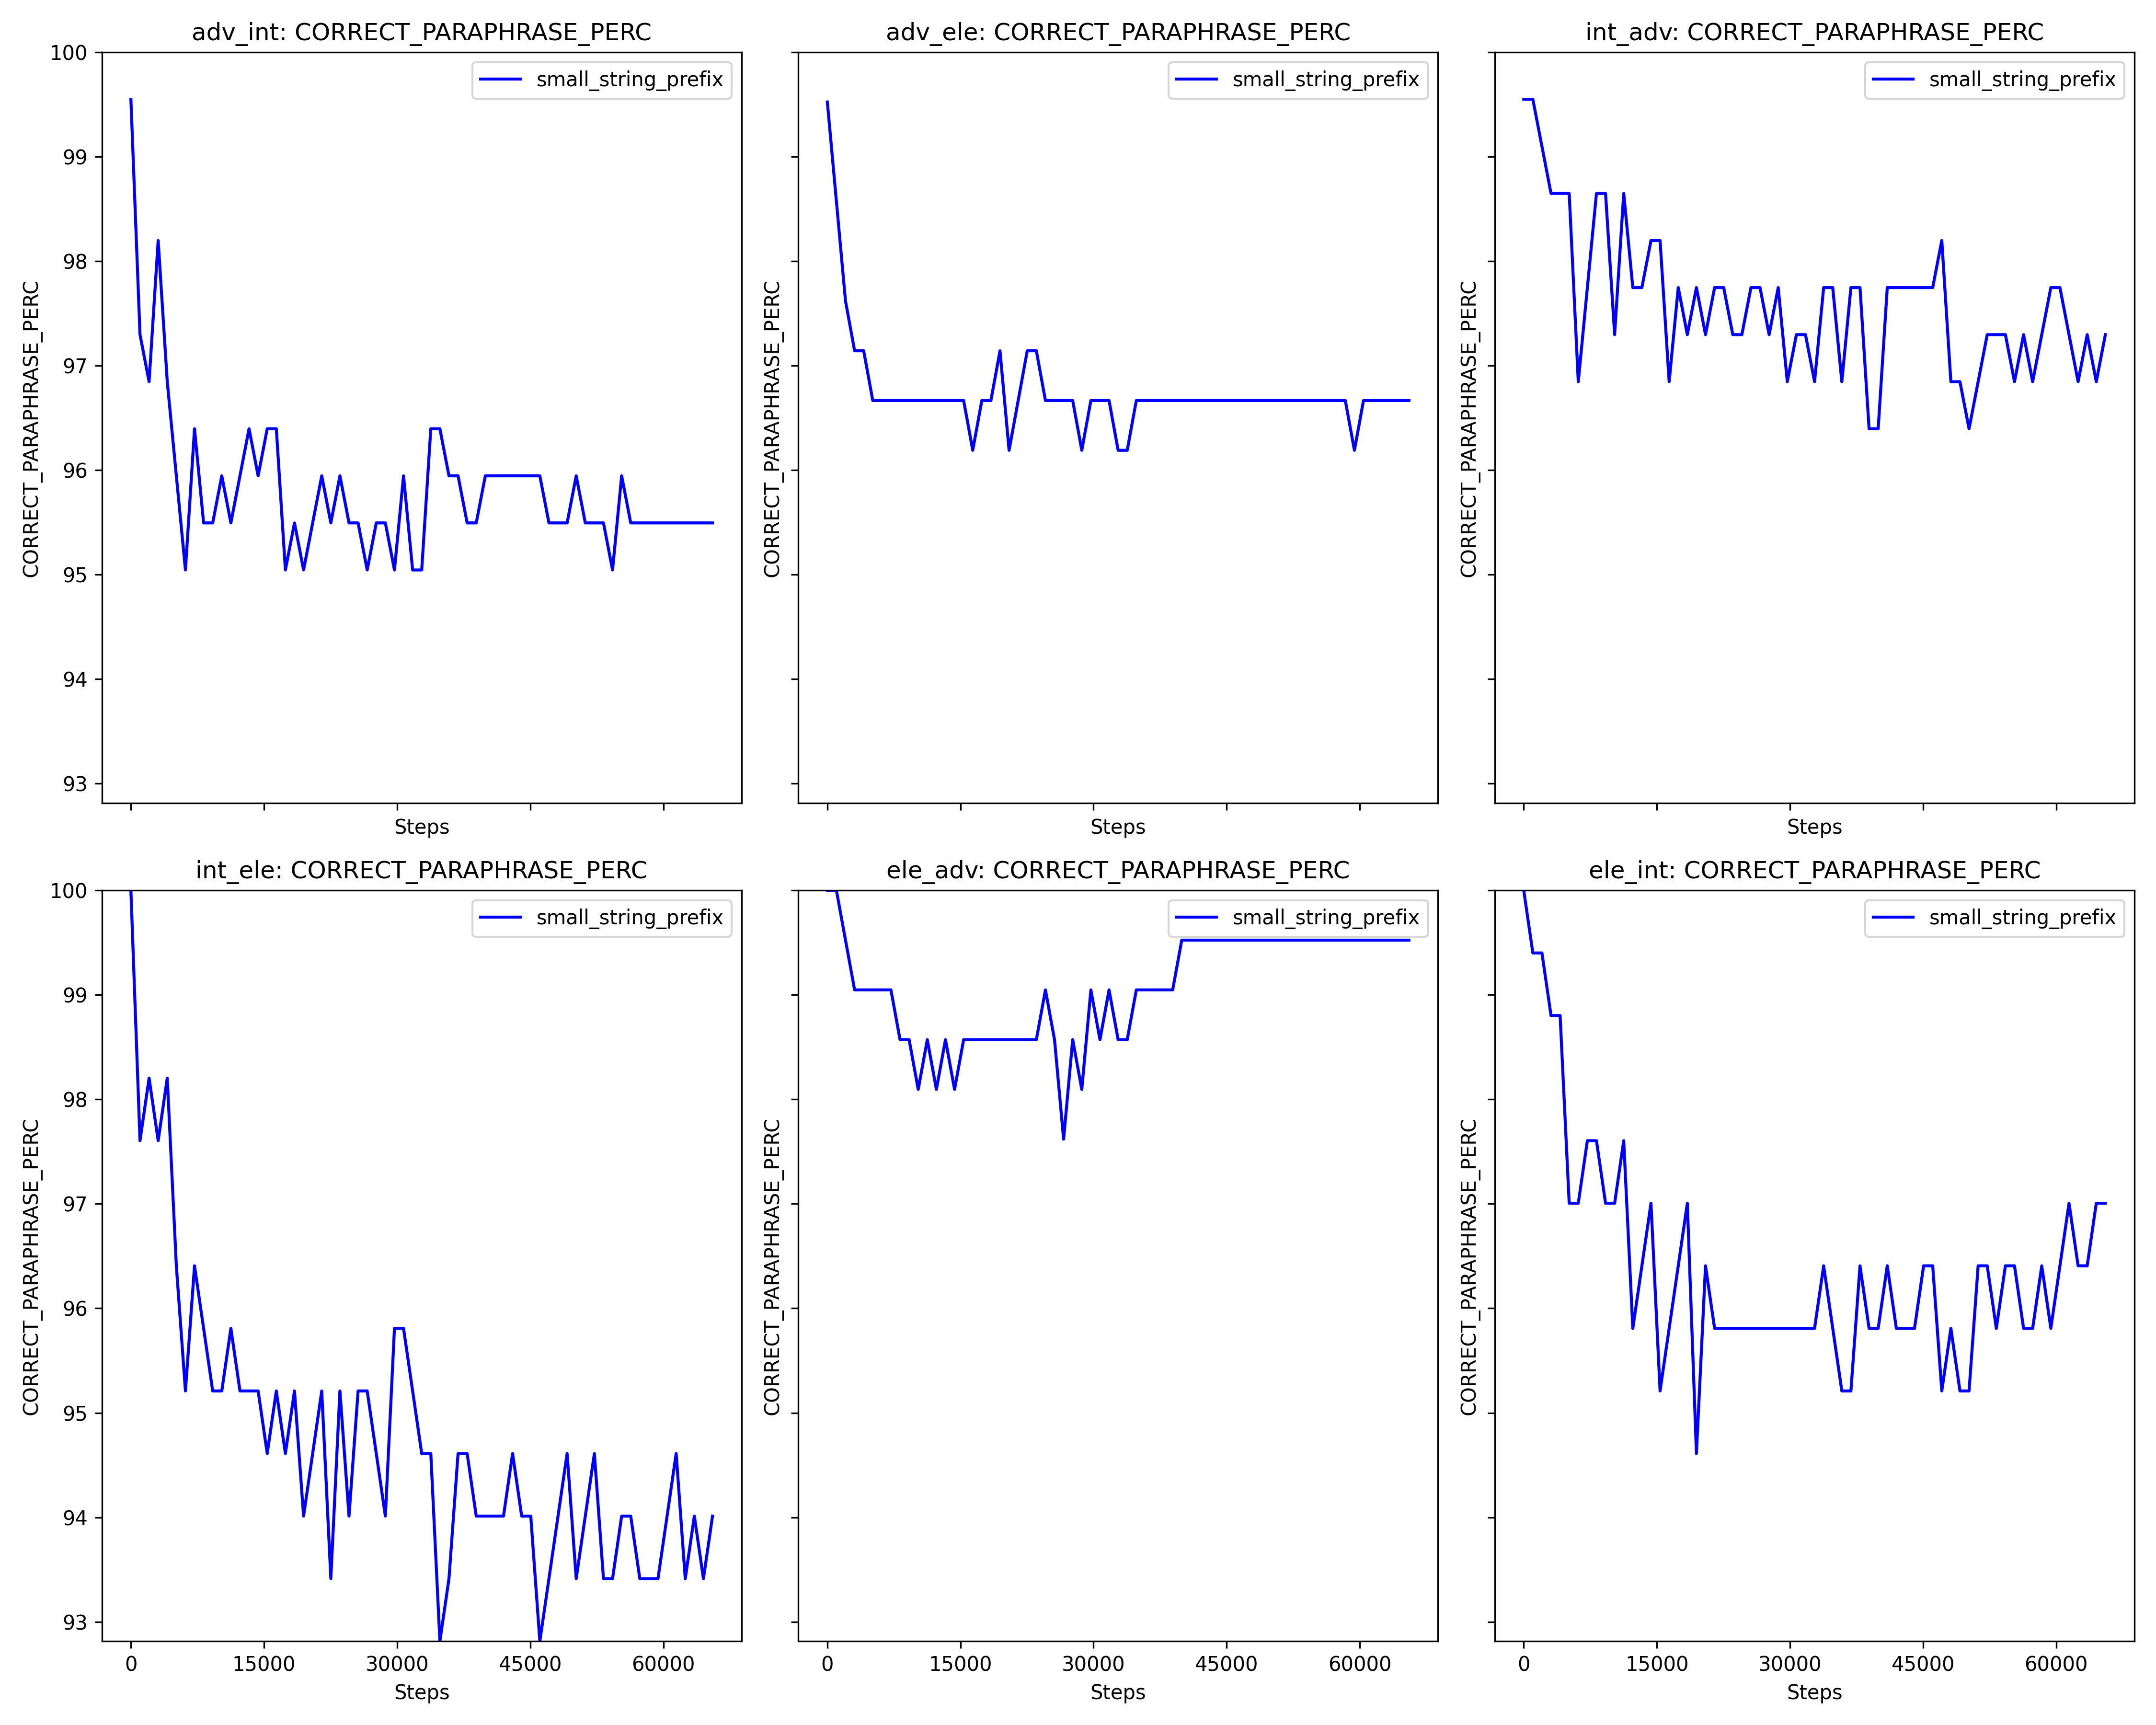 adv_int: CORRECT_PARAPHRASE_PERC
adv_ele: CORRECT_PARAPHRASE_PERC
int_adv: CORRECT_PARAPHRASE_PERC
small_string_prefix
small_string_prefix
small_string_prefix
CORRECT_PARAPHRASE_PERC
CORRECT_PARAPHRASE_PERC
CORRECT_PARAPHRASE_PERC
100
99
98
97
96
95
94
93
Steps
Steps
Steps
int_ele: CORRECT_PARAPHRASE_PERC
ele_adv: CORRECT_PARAPHRASE_PERC
ele_int: CORRECT_PARAPHRASE_PERC
small_string_prefix
small_string_prefix
small_string_prefix
CORRECT_PARAPHRASE_PERC
CORRECT_PARAPHRASE_PERC
CORRECT_PARAPHRASE_PERC
100
99
98
97
96
95
94
93
0 15000 30000 45000 60000
0 15000 30000 45000 60000
0 15000 30000 45000 60000
Steps
Steps
Steps